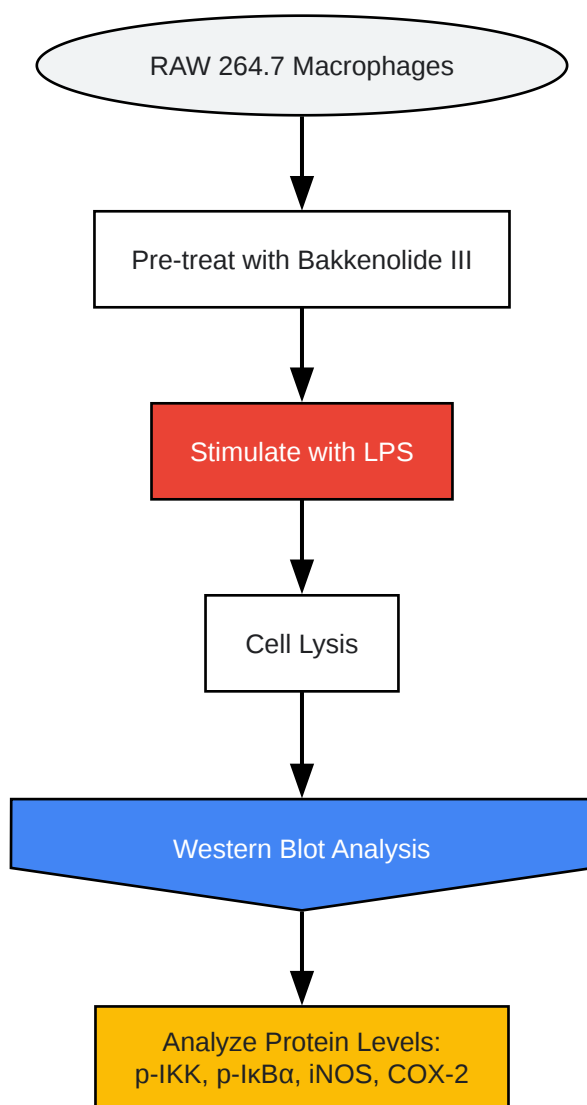 RAW 264.7 Macrophages
Pre-treat with Bakkenolide III
Stimulate with LPS
Cell Lysis
Western Blot Analysis
Analyze Protein Levels:
p-IKK, p-IκBα, iNOS, COX-2